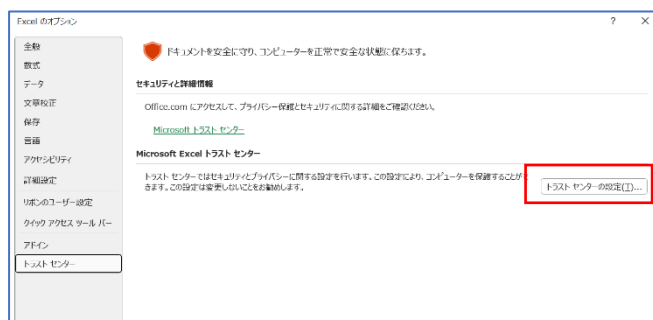 Excel のオプション
? ×
全般
数式
データ
文章校正
保存
言語
アクセシビリティ
詳細設定
リボンのユーザー設定
クイック アクセス ツール バー
アドイン
トラスト センター
ドキュメントを安全に守り、コンピューターを正常で安全な状態に保ちます。
セキュリティと詳細情報
Office.com にアクセスして、プライバシー保護とセキュリティに関する詳細をご確認ください。
Microsoft トラスト センター
Microsoft Excel トラスト センター
トラスト センターではセキュリティとプライバシーに関する設定を行います。この設定により、コンピューターを保護することがで
きます。この設定は変更しないことをお勧めします。
トラスト センターの設定(T)...